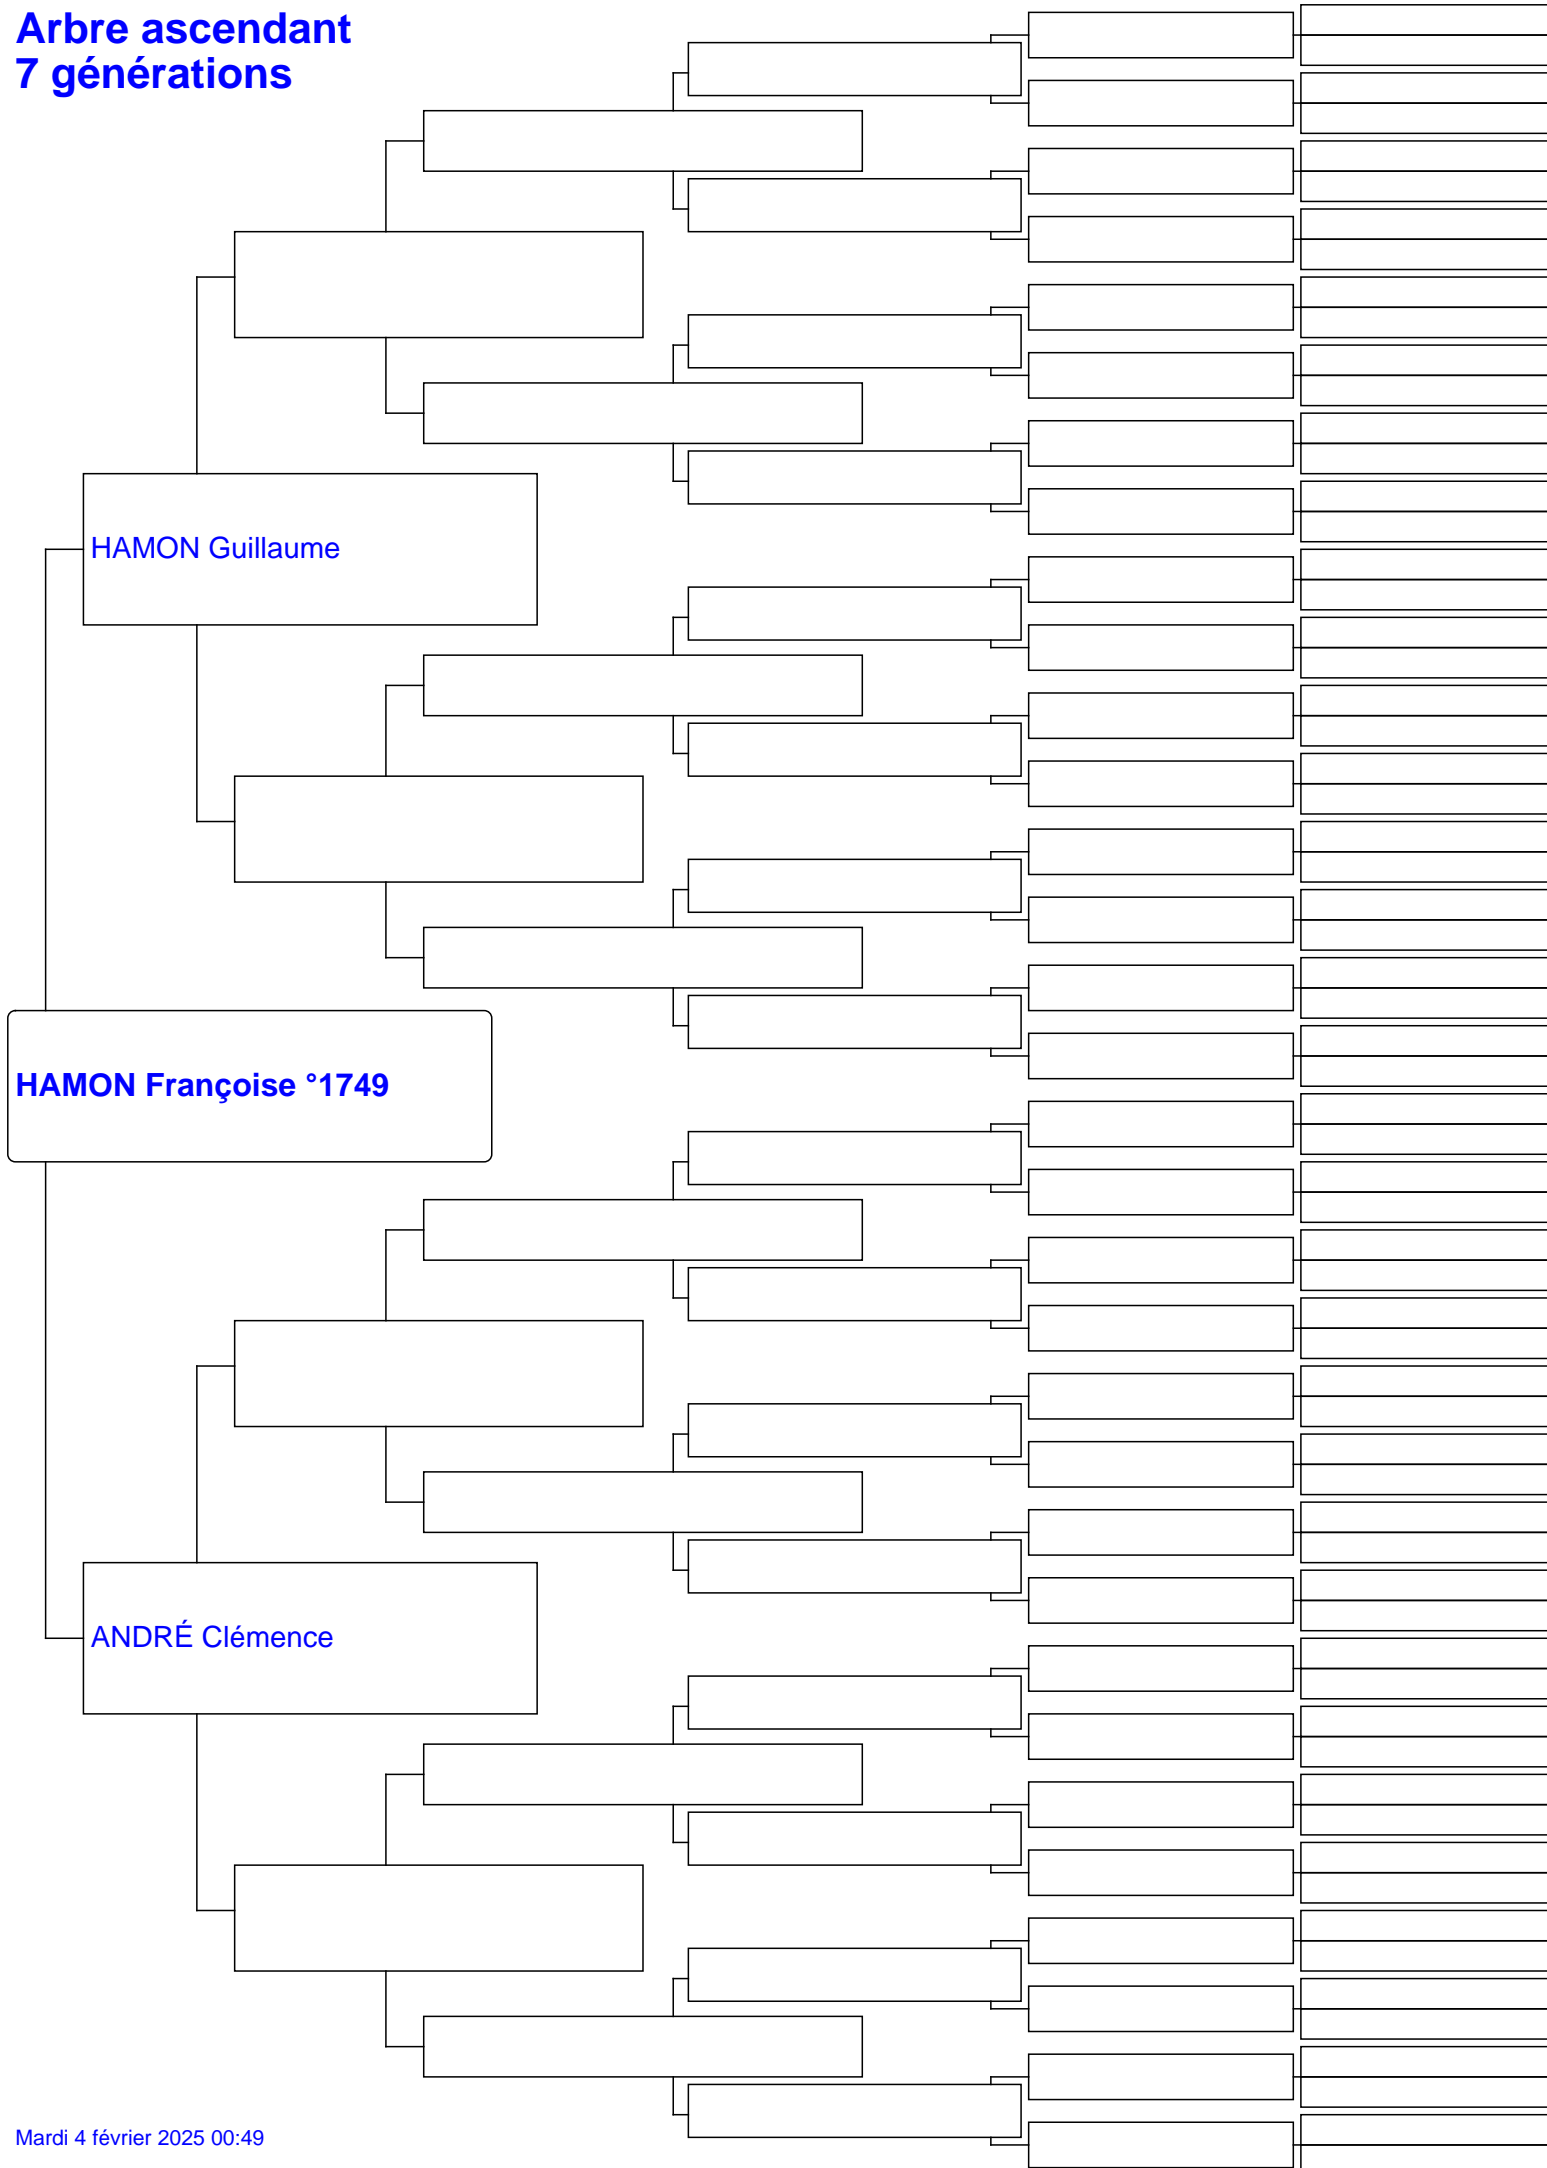 Arbre ascendant
7 générations
HAMON Guillaume
HAMON Françoise °1749
ANDRÉ Clémence
Mardi 4 février 2025 00:49